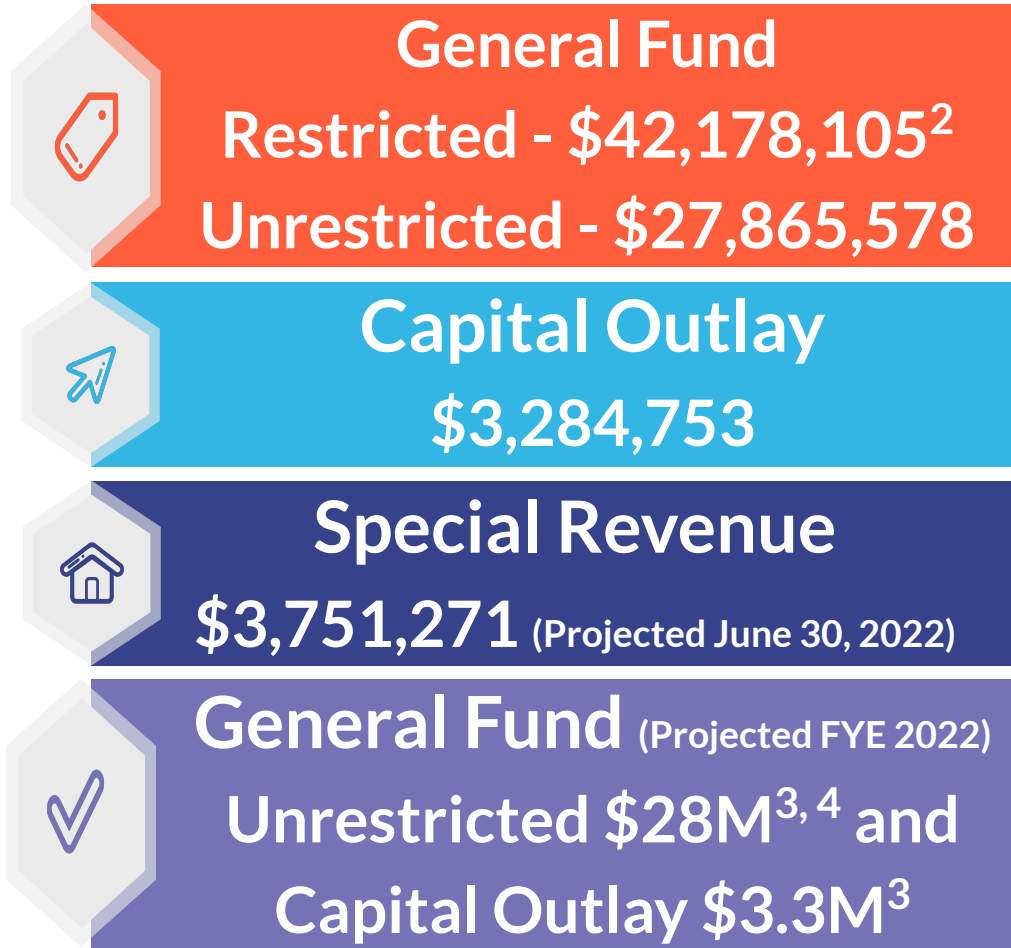 General Fund
Restricted - $42,178,105²
Unrestricted - $27,865,578
Capital Outlay
$3,284,753
Special Revenue
$3,751,271 (Projected June 30, 2022)
General Fund (Projected FYE 2022)
Unrestricted $28M³, ⁴ and
Capital Outlay $3.3M³